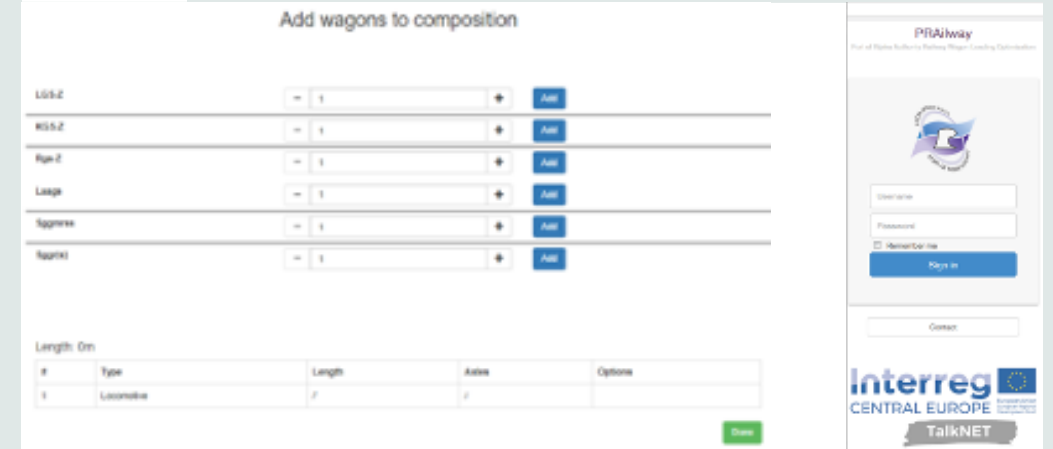 Add wagons to composition
LGS-Z
- 1 + Add
KGS-Z
- 1 + Add
Rgs-Z
- 1 + Add
Laags
- 1 + Add
Sggmrss
- 1 + Add
- 1 + Add
Length: 0m
# Type Length Axles Options
1 Locomotive / /
PRAilway
Username
Password
Remember me
Sign in
Contact
Interreg
CENTRAL EUROPE
TalkNET